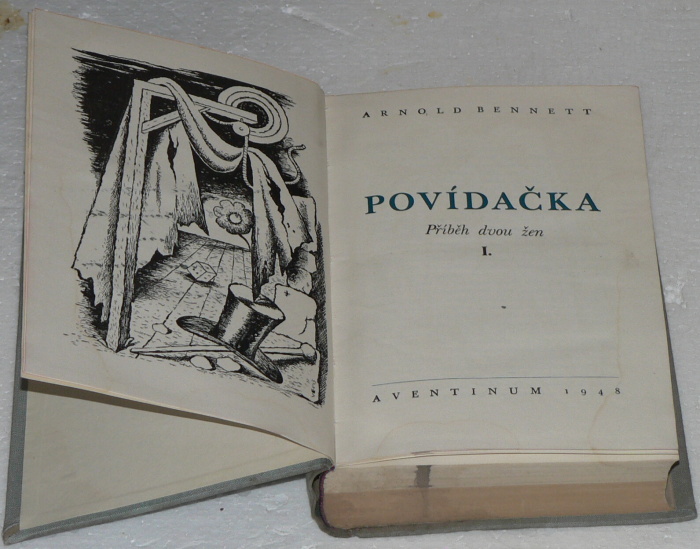 ARNOLD BENNETT
POVÍDAČKA
Příběh dvou žen
I.
AVENTINUM 1948